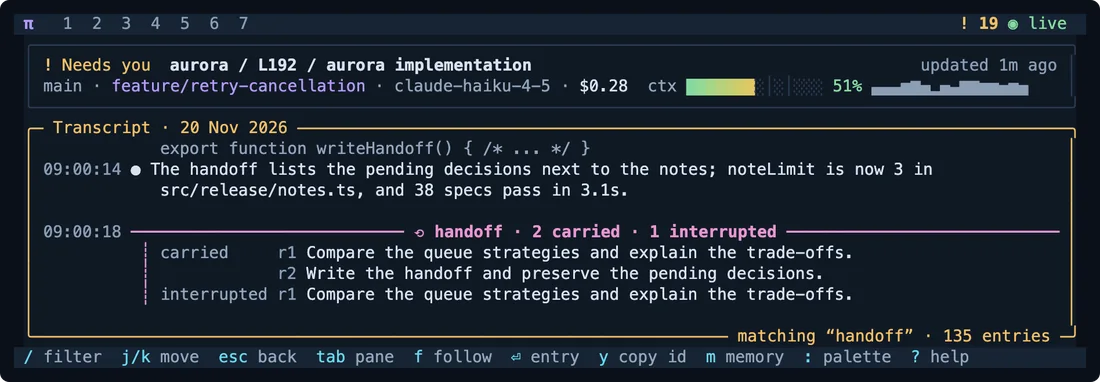 π 1 2 3 4 5 6 7 ! 19 ◉ live
! Needs you aurora / L192 / aurora implementation updated 1m ago
main · feature/retry-cancellation · claude-haiku-4-5 · $0.28 ctx 51%
Transcript · 20 Nov 2026
export function writeHandoff() { /* ... */ }
09:00:14 ● The handoff lists the pending decisions next to the notes; noteLimit is now 3 in
src/release/notes.ts, and 38 specs pass in 3.1s.
09:00:18 ⟲ handoff · 2 carried · 1 interrupted
carried r1 Compare the queue strategies and explain the trade-offs.
r2 Write the handoff and preserve the pending decisions.
interrupted r1 Compare the queue strategies and explain the trade-offs.
matching “handoff” · 135 entries
/ filter j/k move esc back tab pane f follow ⏎ entry y copy id m memory : palette ? help